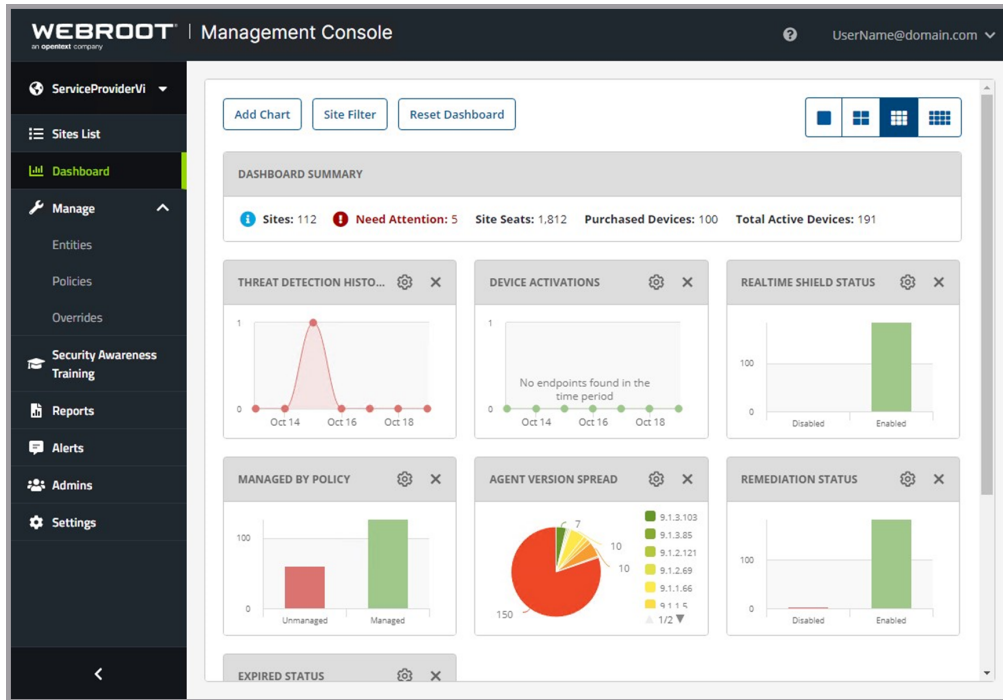 WEBROOT
an opentext company
Management Console
?
UserName@domain.com
ServiceProviderVi
Sites List
Dashboard
Manage
Entities
Policies
Overrides
Security Awareness
Training
Reports
Alerts
Admins
Settings
Add Chart
Site Filter
Reset Dashboard
DASHBOARD SUMMARY
Sites: 112 Need Attention: 5 Site Seats: 1,812 Purchased Devices: 100 Total Active Devices: 191
THREAT DETECTION HISTO...
1
0
Oct 14 Oct 16 Oct 18
DEVICE ACTIVATIONS
1
No endpoints found in the
time period
0
Oct 14 Oct 16 Oct 18
REALTIME SHIELD STATUS
100
0
Disabled Enabled
MANAGED BY POLICY
100
0
Unmanaged Managed
AGENT VERSION SPREAD
7
10
10
150
9.1.3.103
9.1.3.85
9.1.2.121
9.1.2.69
9.1.1.66
9.1.1.5
1/2
REMEDIATION STATUS
100
0
Disabled Enabled
EXPIRED STATUS